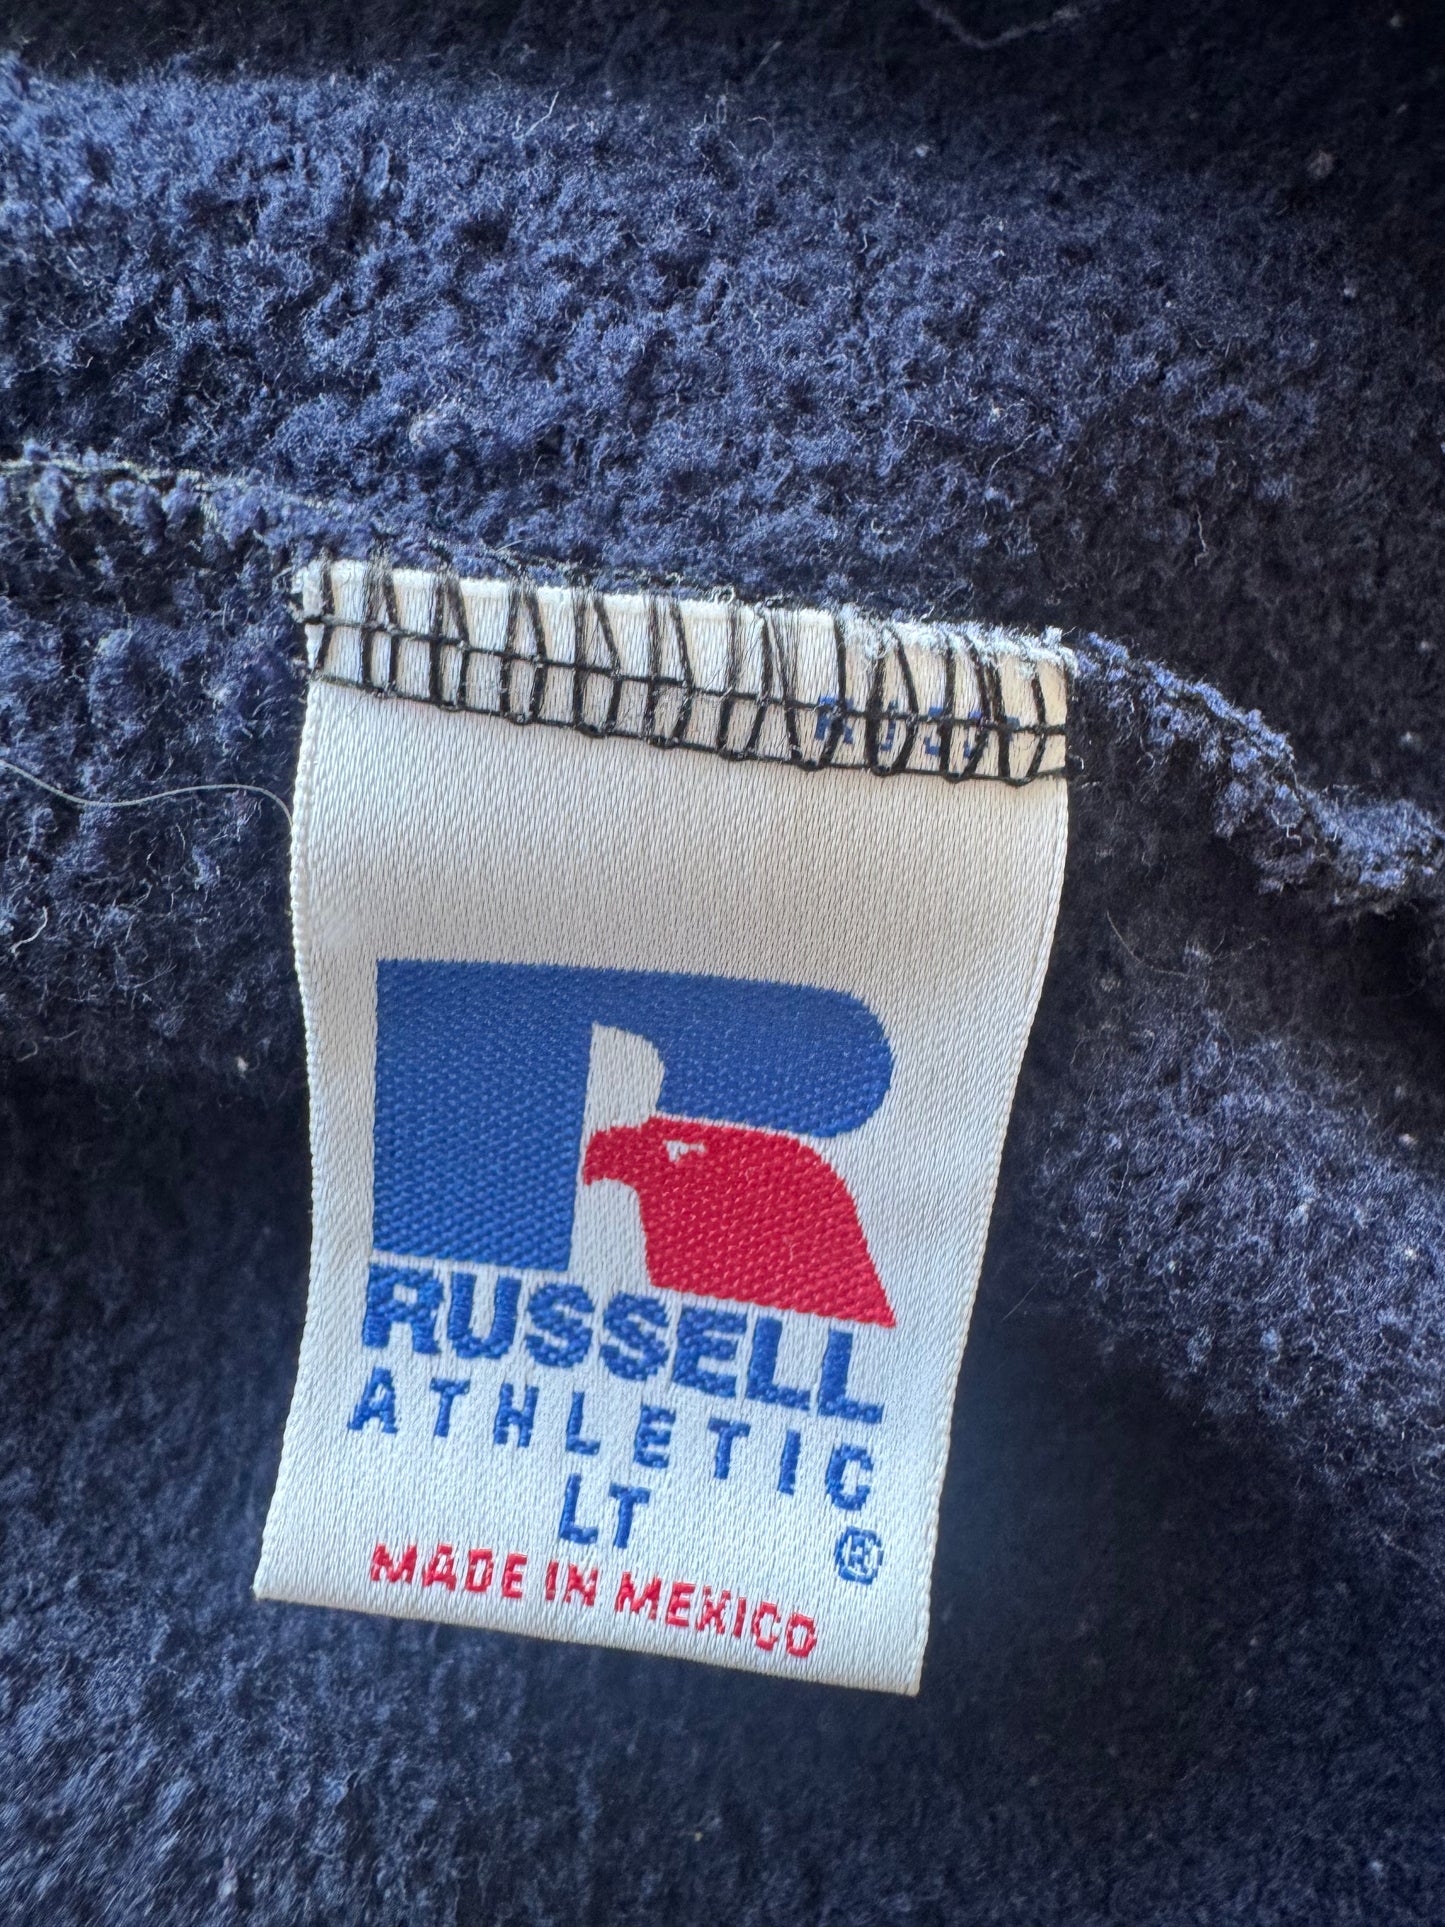 RUSSELL
ATHLETIC
LT
®
MADE IN MEXICO